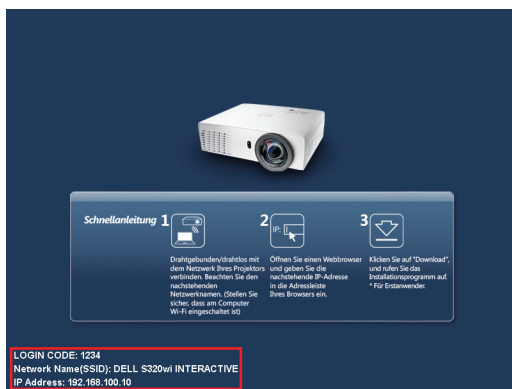 Schnellanleitung 1 2 3
IP:
Drahtgebunden/drahtlos mit
dem Netzwerk Ihres Projektors
verbinden. Beachten Sie den
nachstehenden
Netzwerknamen. (Stellen Sie
sicher, dass am Computer
Wi-Fi eingeschaltet ist)
Öffnen Sie einen Webbrowser
und geben Sie die
nachstehende IP-Adresse
in die Adressleiste
Ihres Browsers ein.
Klicken Sie auf "Download",
und rufen Sie das
Installationsprogramm auf.
* Für Erstanwender.
LOGIN CODE: 1234
Network Name(SSID): DELL S320wi INTERACTIVE
IP Address: 192.168.100.10